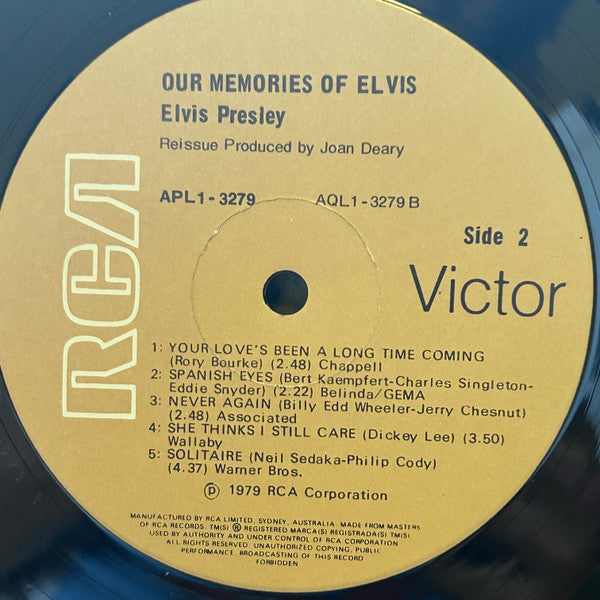 OUR MEMORIES OF ELVIS
Elvis Presley
Reissue Produced by Joan Deary
APL1-3279 AQL1-3279 B
Side 2
RCA
Victor
1: YOUR LOVE'S BEEN A LONG TIME COMING
(Rory Bourke) (2.48) Chappell
2: SPANISH EYES (Bert Kaempfert-Charles Singleton-
Eddie Snyder) (2.22) Belinda/GEMA
3: NEVER AGAIN (Billy Edd Wheeler-Jerry Chesnut)
(2.48) Associated
4: SHE THINKS I STILL CARE (Dickey Lee) (3.50)
Wallaby
5: SOLITAIRE (Neil Sedaka-Philip Cody)
(4.37) Warner Bros.
℗ 1979 RCA Corporation
MANUFACTURED BY RCA LIMITED, SYDNEY, AUSTRALIA. MADE FROM MASTERS
OF RCA RECORDS. TM(S) ® REGISTERED MARCA(S) REGISTRADA(S) TM(S)
USED BY AUTHORITY AND UNDER CONTROL OF RCA CORPORATION
ALL RIGHTS RESERVED. UNAUTHORIZED COPYING, PUBLIC
PERFORMANCE, BROADCASTING OF THIS RECORD
FORBIDDEN